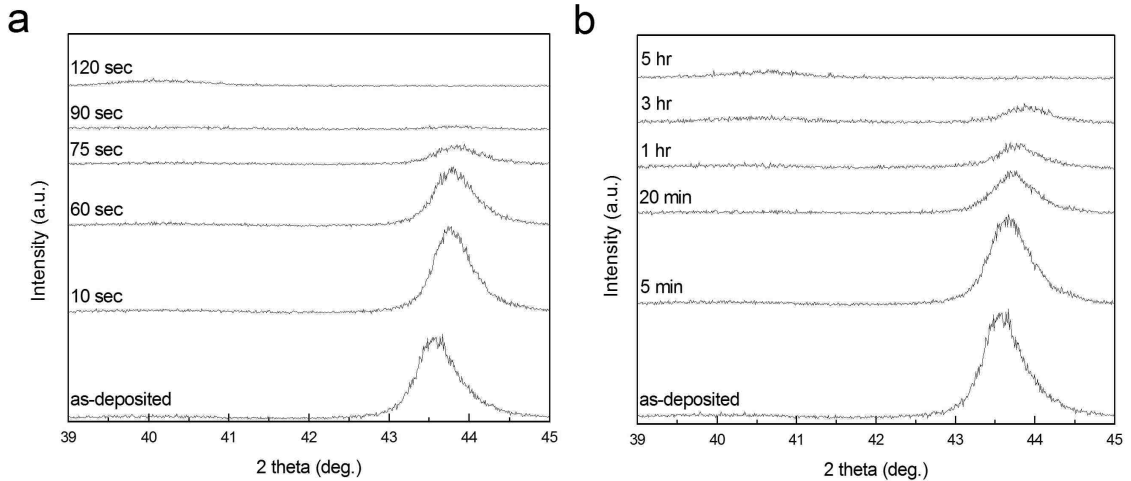 a
120 sec
90 sec
75 sec
60 sec
10 sec
as-deposited
Intensity (a.u.)
39 40 41 42 43 44 45
2 theta (deg.)
b
5 hr
3 hr
1 hr
20 min
5 min
as-deposited
Intensity (a.u.)
39 40 41 42 43 44 45
2 theta (deg.)